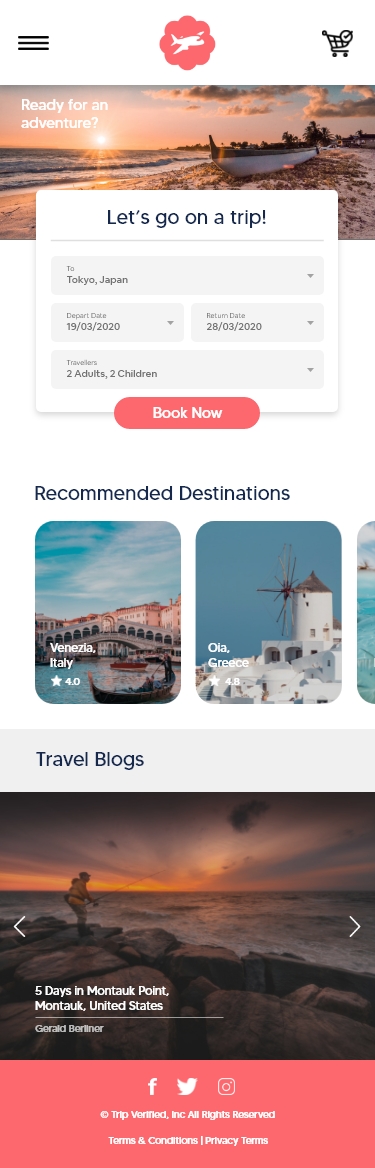 Ready for an
adventure?
Let's go on a trip!
To
Tokyo, Japan
Depart Date
19/03/2020
Return Date
28/03/2020
Travellers
2 Adults, 2 Children
Book Now
Recommended Destinations
Venezia,
Italy
4.0
Oia,
Greece
4.8
Travel Blogs
5 Days in Montauk Point,
Montauk, United States
Gerald Berliner
© Trip Verified, Inc All Rights Reserved
Terms & Conditions | Privacy Terms